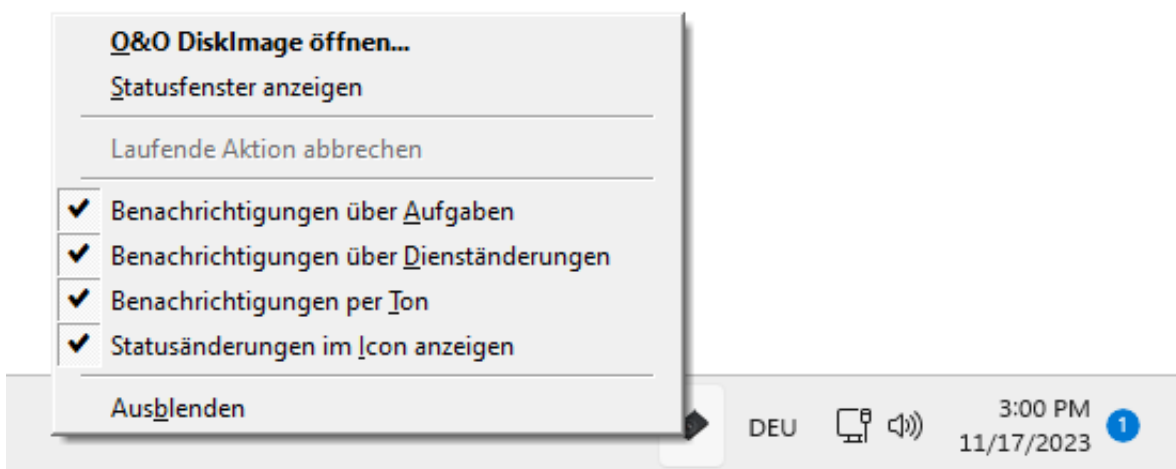 O&O DiskImage öffnen...
Statusfenster anzeigen
Laufende Aktion abbrechen
Benachrichtigungen über Aufgaben
Benachrichtigungen über Dienständerungen
Benachrichtigungen per Ton
Statusänderungen im Icon anzeigen
Ausblenden
DEU
3:00 PM
11/17/2023
1